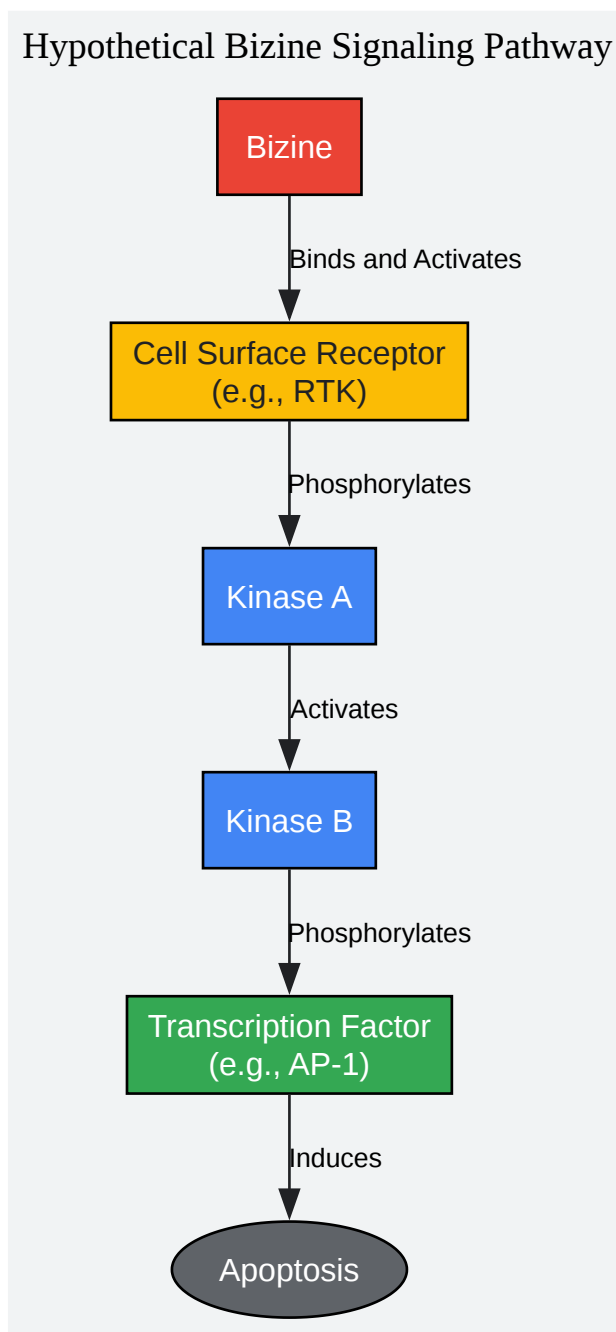 Hypothetical Bizine Signaling Pathway
Bizine
Binds and Activates
Cell Surface Receptor
(e.g., RTK)
Phosphorylates
Kinase A
Activates
Kinase B
Phosphorylates
Transcription Factor
(e.g., AP-1)
Induces
Apoptosis